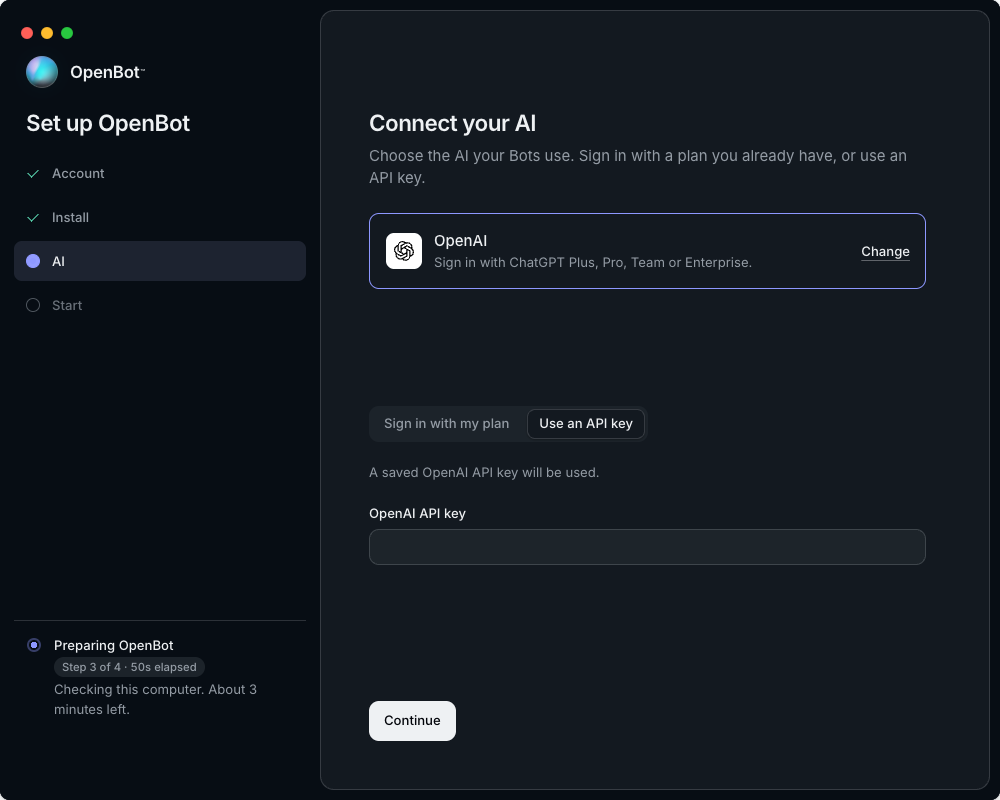 OpenBot™
Set up OpenBot
Account
Install
AI
Start
Preparing OpenBot
Step 3 of 4 · 50s elapsed
Checking this computer. About 3
minutes left.
Connect your AI
Choose the AI your Bots use. Sign in with a plan you already have, or use an
API key.
OpenAI
Sign in with ChatGPT Plus, Pro, Team or Enterprise.
Change
Sign in with my plan
Use an API key
A saved OpenAI API key will be used.
OpenAI API key
Continue